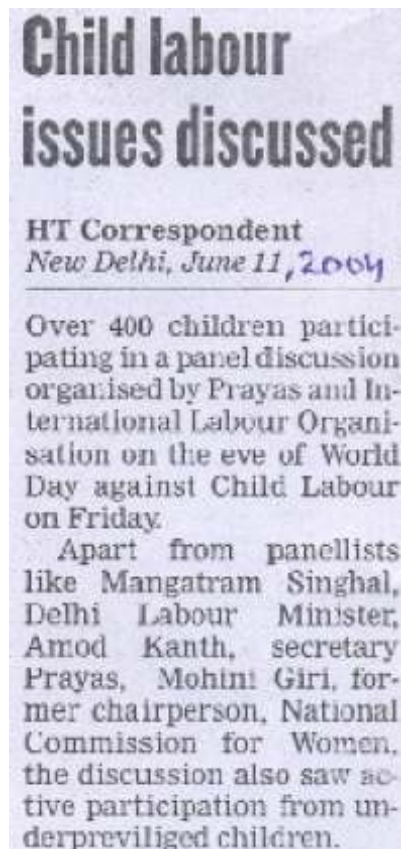 Child labour
issues discussed
HT Correspondent
New Delhi, June 11, 2004
Over 400 children partici-
pating in a panel discussion
organised by Prayas and In-
ternational Labour Organi-
sation on the eve of World
Day against Child Labour
on Friday.
Apart from panellists
like Mangatram Singhal,
Delhi Labour Minister,
Amod Kanth, secretary
Prayas, Mohini Giri, for-
mer chairperson, National
Commission for Women,
the discussion also saw ac-
tive participation from un-
derpreviliged children.